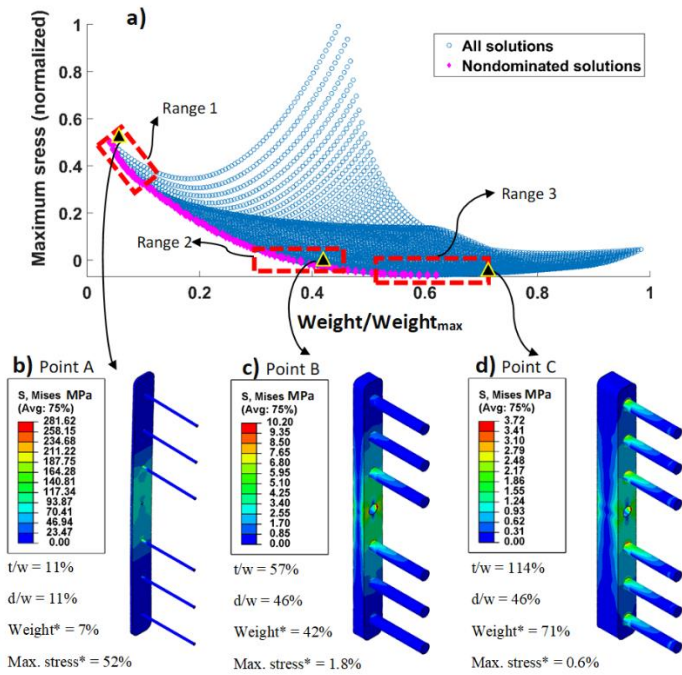 a)
1
0.8
0.6
0.4
0.2
0
Maximum sress (normalized)
All solutions
Nondominated solutions
Range 1
Range 2
Range 3
0 0.2 0.4 0.6 0.8 1
Weight/Weightmax
b) Point A
S, Mises MPa
(Avg: 75%)
281.62
258.15
234.68
211.22
187.75
164.28
140.81
117.34
93.87
70.41
46.94
23.47
0.00
t/w = 11%
d/w = 11%
Weight* = 7%
Max. stress* = 52%
c) Point B
S, Mises MPa
(Avg: 75%)
10.20
9.35
8.50
7.65
6.80
5.95
5.10
4.25
3.40
2.55
1.70
0.85
0.00
t/w = 57%
d/w = 46%
Weight* = 42%
Max. stress* = 1.8%
d) Point C
S, Mises MPa
(Avg: 75%)
3.72
3.41
3.10
2.79
2.48
2.17
1.86
1.55
1.24
0.93
0.62
0.31
0.00
t/w = 114%
d/w = 46%
Weight* = 71%
Max. stress* = 0.6%